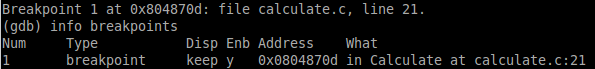 Breakpoint 1 at 0x804870d: file calculate.c, line 21.
(gdb) info breakpoints
Num     Type           Disp Enb Address    What
1       breakpoint     keep y   0x0804870d in Calculate at calculate.c:21